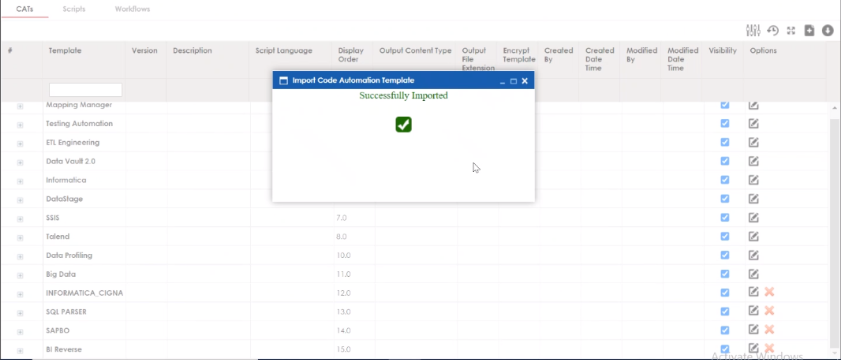 CATs Scripts Workflows
# Template Version Description Script Language Display Order Output Content Type Output File Extension Encrypt Template Created By Created Date Time Modified By Modified Date Time Visibility Options
Import Code Automation Template
Successfully Imported
Mapping Manager
Testing Automation
ETL Engineering
Data Vault 2.0
Informatica
DataStage
SSIS 7.0
Talend 8.0
Data Profiling 10.0
Big Data 11.0
INFORMATICA_CIGNA 12.0
SQL PARSER 13.0
SAPBO 14.0
BI Reverse 15.0
Activate Windows